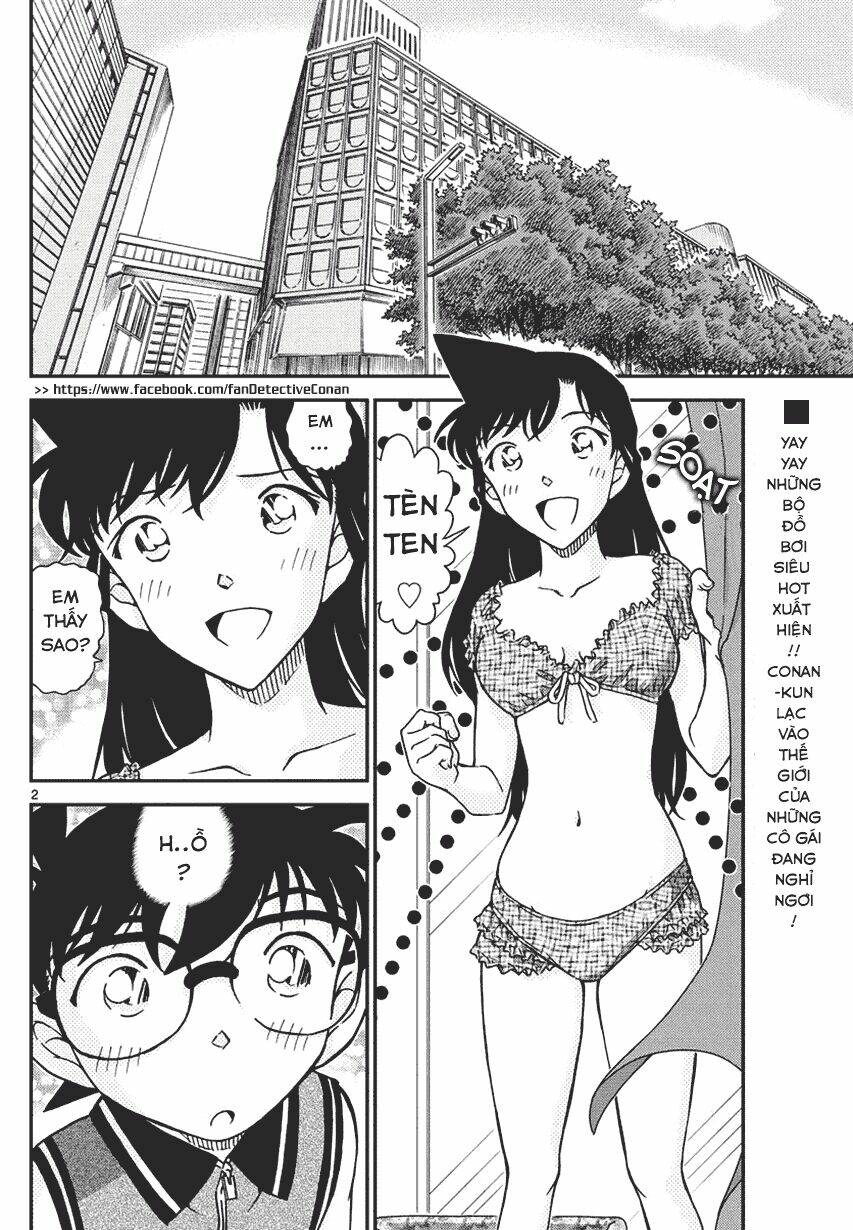 >> https://www.facebook.com/fanDetectiveConan
YAY
YAY
NHỮNG
BỘ
ĐỒ
BƠI
SIÊU
HOT
XUẤT
HIỆN
!!
CONAN
-KUN
LẠC
VÀO
THẾ
GIỚI
CỦA
NHỮNG
CÔ GÁI
ĐANG
NGHỈ
NGƠI
!
SOẠT
TÈN
TEN
♡
EM
...
EM
THẤY
SAO?
2
H..Ồ
?